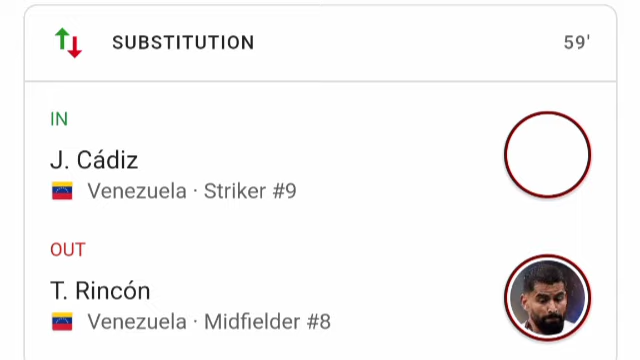 SUBSTITUTION 59'
IN
J. Cádiz
Venezuela · Striker #9
OUT
T. Rincón
Venezuela · Midfielder #8